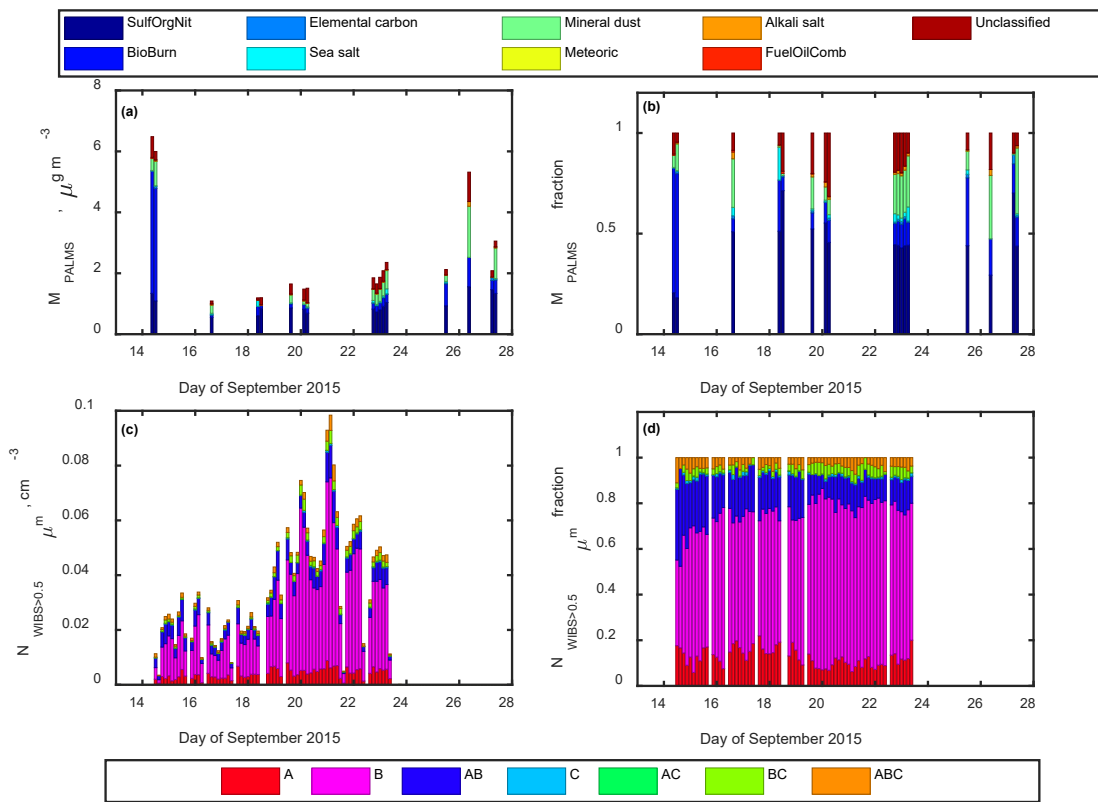 SulfOrgNit Elemental carbon Mineral dust Alkali salt Unclassified
BioBurn Sea salt Meteoric FuelOilComb
(a)
M PALMS , μg m -3
0 2 4 6 8
14 16 18 20 22 24 26 28
Day of September 2015
(b)
M PALMS fraction
0 0.5 1
14 16 18 20 22 24 26 28
Day of September 2015
(c)
N WIBS>0.5 μm, cm -3
0 0.02 0.04 0.06 0.08 0.1
14 16 18 20 22 24 26 28
Day of September 2015
(d)
N WIBS>0.5 μm fraction
0 0.2 0.4 0.6 0.8 1
14 16 18 20 22 24 26 28
Day of September 2015
A B AB C AC BC ABC